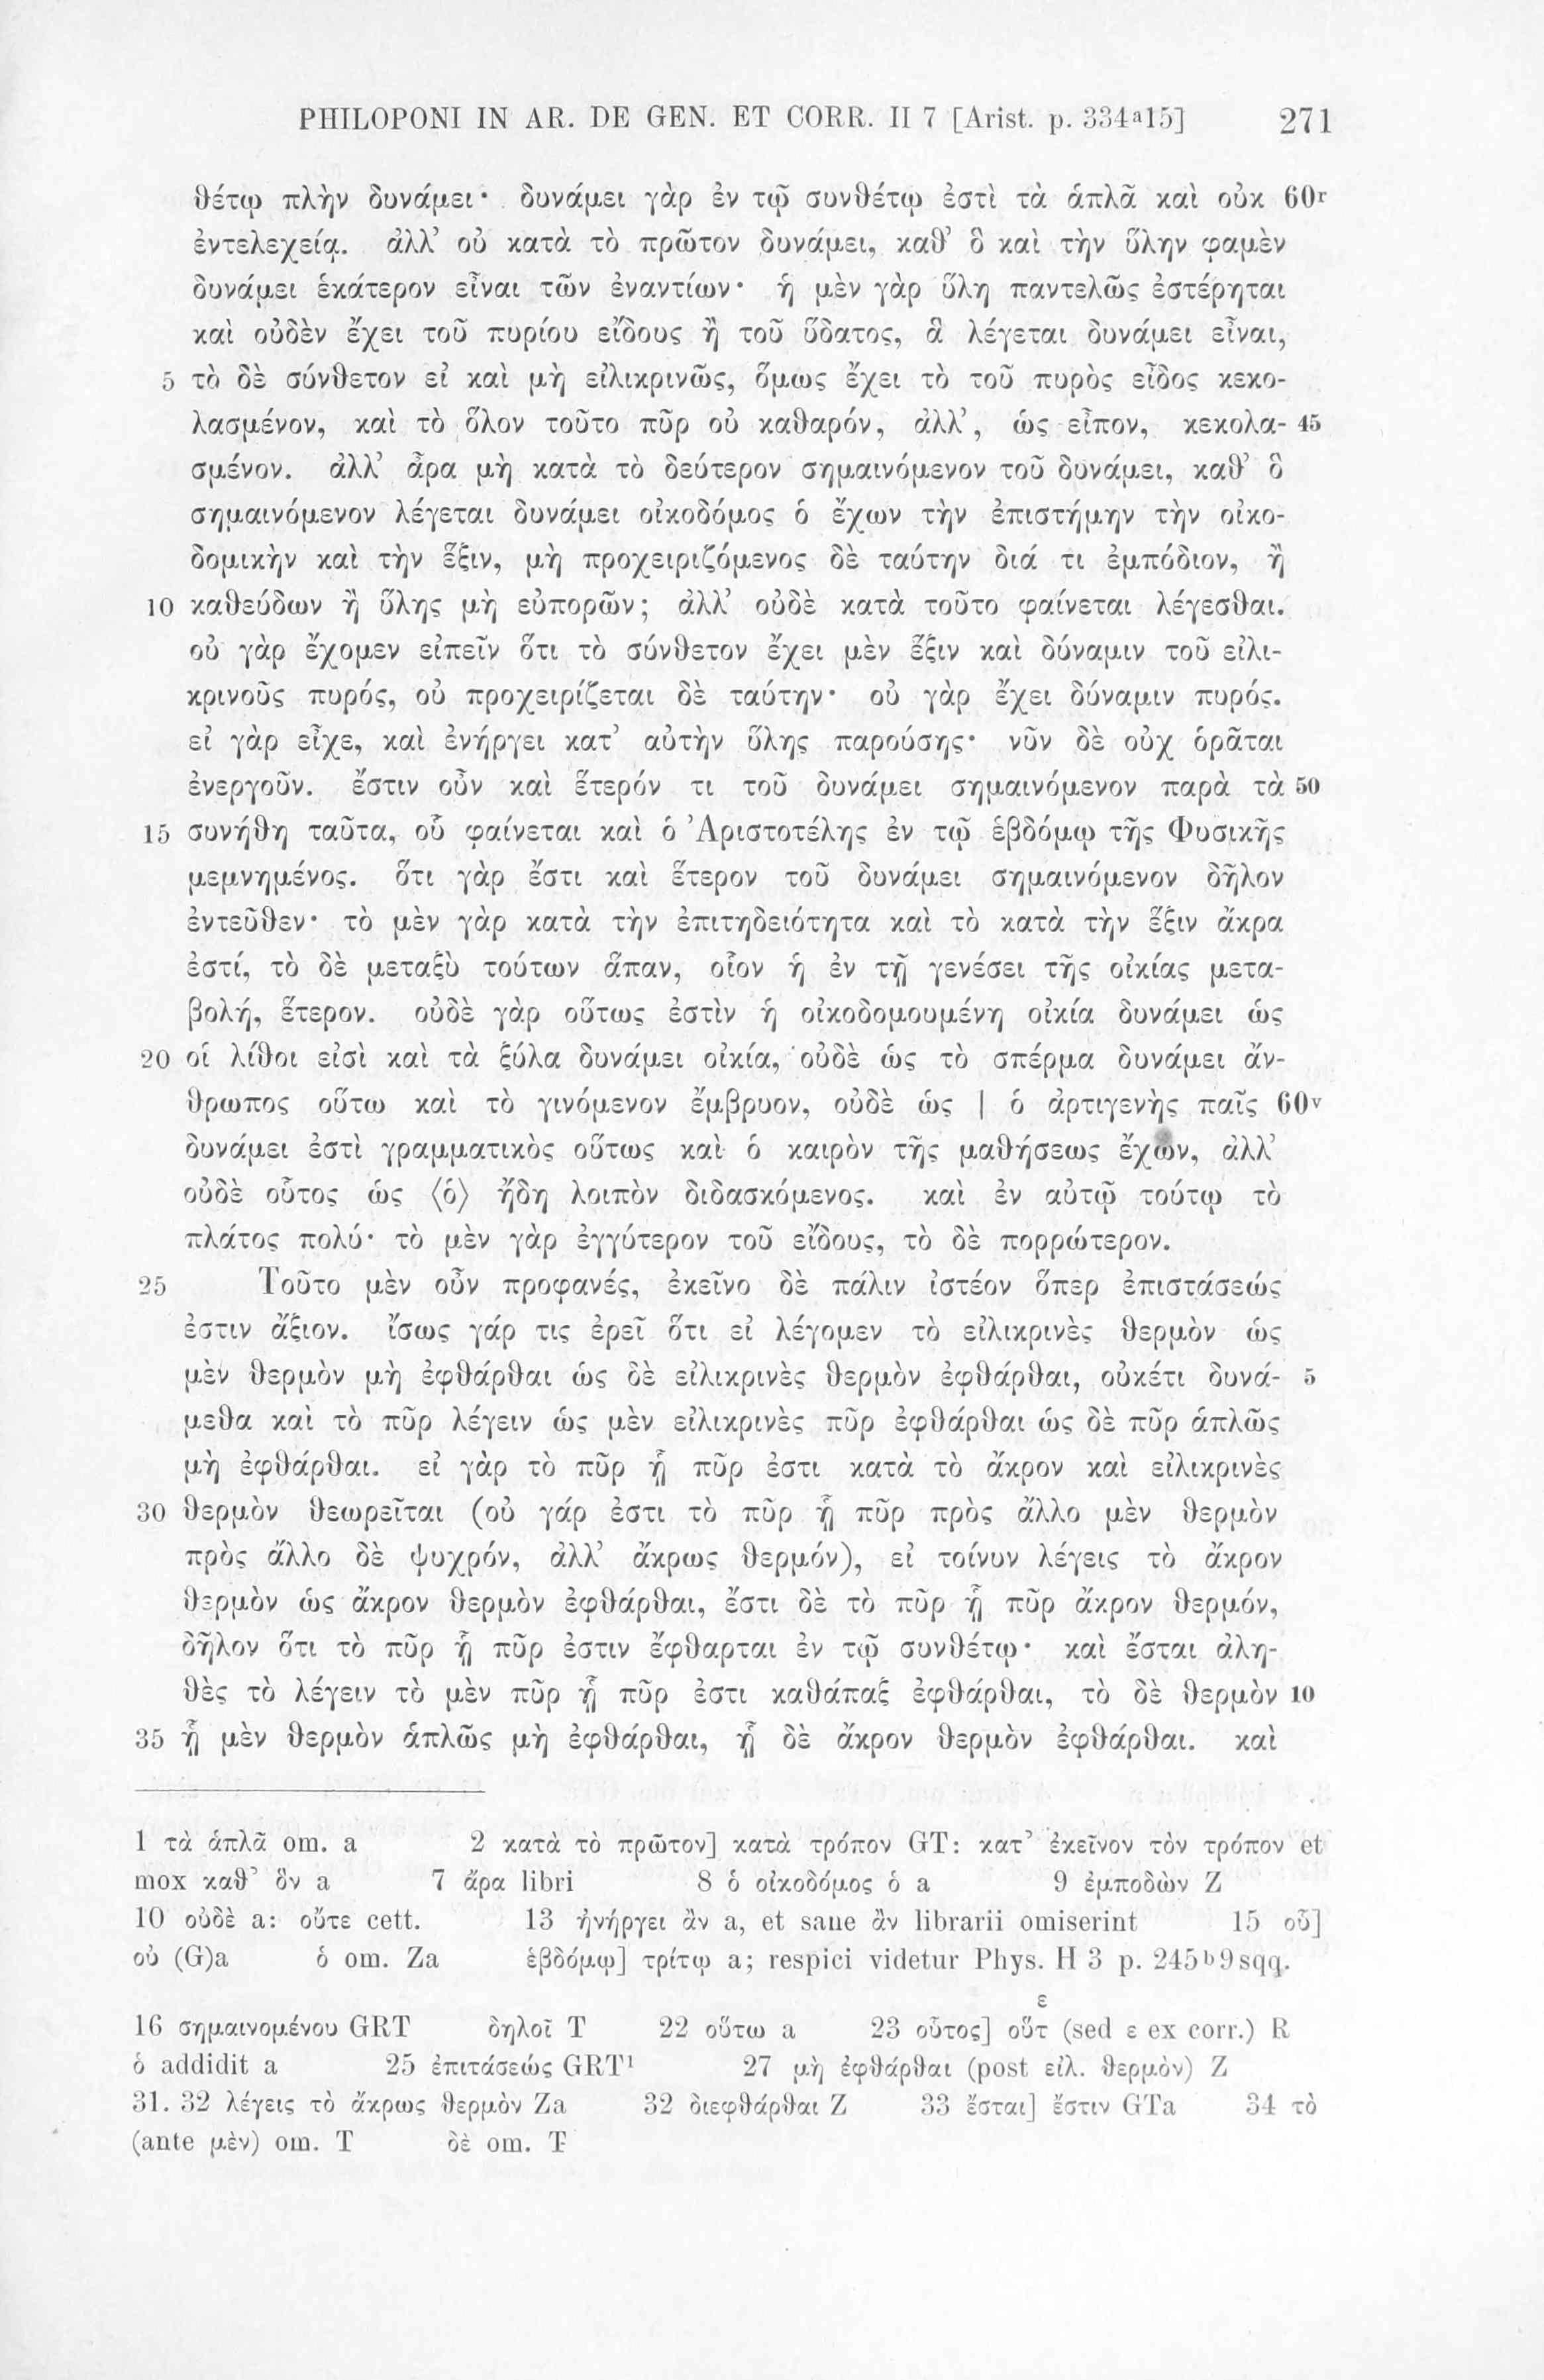 PHILOPONI IN AR. DE GEN. ET CORR. II 7 [Arist. p. 334a15] 271
θέτῳ πλὴν δυνάμει· δυνάμει γὰρ ἐν τῷ συνθέτῳ ἐστὶ τὰ ἁπλᾶ καὶ οὐκ 60r
ἐντελεχείᾳ. ἀλλ’ οὐ κατὰ τὸ πρῶτον δυνάμει, καθ’ ὃ καὶ τὴν ὕλην φαμὲν
δυνάμει ἑκάτερον εἶναι τῶν ἐναντίων· ἡ μὲν γὰρ ὕλη παντελῶς ἐστέρηται
καὶ οὐδὲν ἔχει τοῦ πυρίου εἴδους ἢ τοῦ ὕδατος, ἃ λέγεται δυνάμει εἶναι,
5 τὸ δὲ σύνθετον εἰ καὶ μὴ εἰλικρινῶς, ὅμως ἔχει τὸ τοῦ πυρὸς εἶδος κεκο-
λασμένον, καὶ τὸ ὅλον τοῦτο πῦρ οὐ καθαρόν, ἀλλ’, ὡς εἶπον, κεκολα- 45
σμένον. ἀλλ’ ἆρα μὴ κατὰ τὸ δεύτερον σημαινόμενον τοῦ δυνάμει, καθ’ ὃ
σημαινόμενον λέγεται δυνάμει οἰκοδόμος ὁ ἔχων τὴν ἐπιστήμην τὴν οἰκο-
δομικὴν καὶ τὴν ἕξιν, μὴ προχειριζόμενος δὲ ταύτην διά τι ἐμπόδιον, ἢ
10 καθεύδων ἢ ὕλης μὴ εὐπορῶν; ἀλλ’ οὐδὲ κατὰ τοῦτο φαίνεται λέγεσθαι.
οὐ γὰρ ἔχομεν εἰπεῖν ὅτι τὸ σύνθετον ἔχει μὲν ἕξιν καὶ δύναμιν τοῦ εἰλι-
κρινοῦς πυρός, οὐ προχειρίζεται δὲ ταύτην· οὐ γὰρ ἔχει δύναμιν πυρός.
εἰ γὰρ εἶχε, καὶ ἐνήργει κατ’ αὐτὴν ὕλης παρούσης· νῦν δὲ οὐχ ὁρᾶται
ἐνεργοῦν. ἔστιν οὖν καὶ ἕτερόν τι τοῦ δυνάμει σημαινόμενον παρὰ τὰ 50
15 συνήθη ταῦτα, οὗ φαίνεται καὶ ὁ Ἀριστοτέλης ἐν τῷ ἑβδόμῳ τῆς Φυσικῆς
μεμνημένος. ὅτι γὰρ ἔστι καὶ ἕτερον τοῦ δυνάμει σημαινόμενον δῆλον
ἐντεῦθεν· τὸ μὲν γὰρ κατὰ τὴν ἐπιτηδειότητα καὶ τὸ κατὰ τὴν ἕξιν ἄκρα
ἐστί, τὸ δὲ μεταξὺ τούτων ἅπαν, οἷον ἡ ἐν τῇ γενέσει τῆς οἰκίας μετα-
βολή, ἕτερον. οὐδὲ γὰρ οὕτως ἐστὶν ἡ οἰκοδομουμένη οἰκία δυνάμει ὡς
20 οἱ λίθοι εἰσὶ καὶ τὰ ξύλα δυνάμει οἰκία, οὐδὲ ὡς τὸ σπέρμα δυνάμει ἄν-
θρωπος οὕτω καὶ τὸ γινόμενον ἔμβρυον, οὐδὲ ὡς | ὁ ἀρτιγενὴς παῖς 60v
δυνάμει ἐστὶ γραμματικὸς οὕτως καὶ ὁ καιρὸν τῆς μαθήσεως ἔχων, ἀλλ’
οὐδὲ οὗτος ὡς ⟨ὁ⟩ ἤδη λοιπὸν διδασκόμενος. καὶ ἐν αὐτῷ τούτῳ τὸ
πλάτος πολύ· τὸ μὲν γὰρ ἐγγύτερον τοῦ εἴδους, τὸ δὲ πορρώτερον.
25 Τοῦτο μὲν οὖν προφανές, ἐκεῖνο δὲ πάλιν ἰστέον ὅπερ ἐπιστάσεώς
ἐστιν ἄξιον. ἴσως γάρ τις ἐρεῖ ὅτι εἰ λέγομεν τὸ εἰλικρινὲς θερμὸν ὡς
μὲν θερμὸν μὴ ἐφθάρθαι ὡς δὲ εἰλικρινὲς θερμὸν ἐφθάρθαι, οὐκέτι δυνά- 5
μεθα καὶ τὸ πῦρ λέγειν ὡς μὲν εἰλικρινὲς πῦρ ἐφθάρθαι ὡς δὲ πῦρ ἁπλῶς
μὴ ἐφθάρθαι. εἰ γὰρ τὸ πῦρ ᾗ πῦρ ἐστι κατὰ τὸ ἄκρον καὶ εἰλικρινὲς
30 θερμὸν θεωρεῖται (οὐ γάρ ἐστι τὸ πῦρ ᾗ πῦρ πρὸς ἄλλο μὲν θερμὸν
πρὸς ἄλλο δὲ ψυχρόν, ἀλλ’ ἄκρως θερμόν), εἰ τοίνυν λέγεις τὸ ἄκρον
θερμὸν ὡς ἄκρον θερμὸν ἐφθάρθαι, ἔστι δὲ τὸ πῦρ ᾗ πῦρ ἄκρον θερμόν,
δῆλον ὅτι τὸ πῦρ ᾗ πῦρ ἐστιν ἔφθαρται ἐν τῷ συνθέτῳ· καὶ ἔσται ἀλη-
θὲς τὸ λέγειν τὸ μὲν πῦρ ᾗ πῦρ ἐστι καθάπαξ ἐφθάρθαι, τὸ δὲ θερμὸν 10
35 ᾗ μὲν θερμὸν ἁπλῶς μὴ ἐφθάρθαι, ᾗ δὲ ἄκρον θερμὸν ἐφθάρθαι. καὶ
1 τὰ ἁπλᾶ om. a 2 κατὰ τὸ πρῶτον] κατὰ τρόπον GT: κατ’ ἐκεῖνον τὸν τρόπον et
mox καθ’ ὃν a 7 ἄρα libri 8 ὁ οἰκοδόμος ὁ a 9 ἐμποδὼν Z
10 οὐδὲ a: οὔτε cett. 13 ἠνήργει ἂν a, et sane ἂν librarii omiserint 15 οὗ]
οὐ (G)a ὁ om. Za ἑβδόμῳ] τρίτῳ a; respici videtur Phys. H 3 p. 245b9sqq.
16 σημαινομένου GRT δηλοῖ T 22 οὕτω a 23 οὗτος] οὕτ ε (sed ε ex corr.) R
ὁ addidit a 25 ἐπιτάσεώς GRT1 27 μὴ ἐφθάρθαι (post εἰλ. θερμὸν) Z
31. 32 λέγεις τὸ ἄκρως θερμὸν Za 32 διεφθάρθαι Z 33 ἔσται] ἔστιν GTa 34 τὸ
(ante μὲν) om. T δὲ om. T